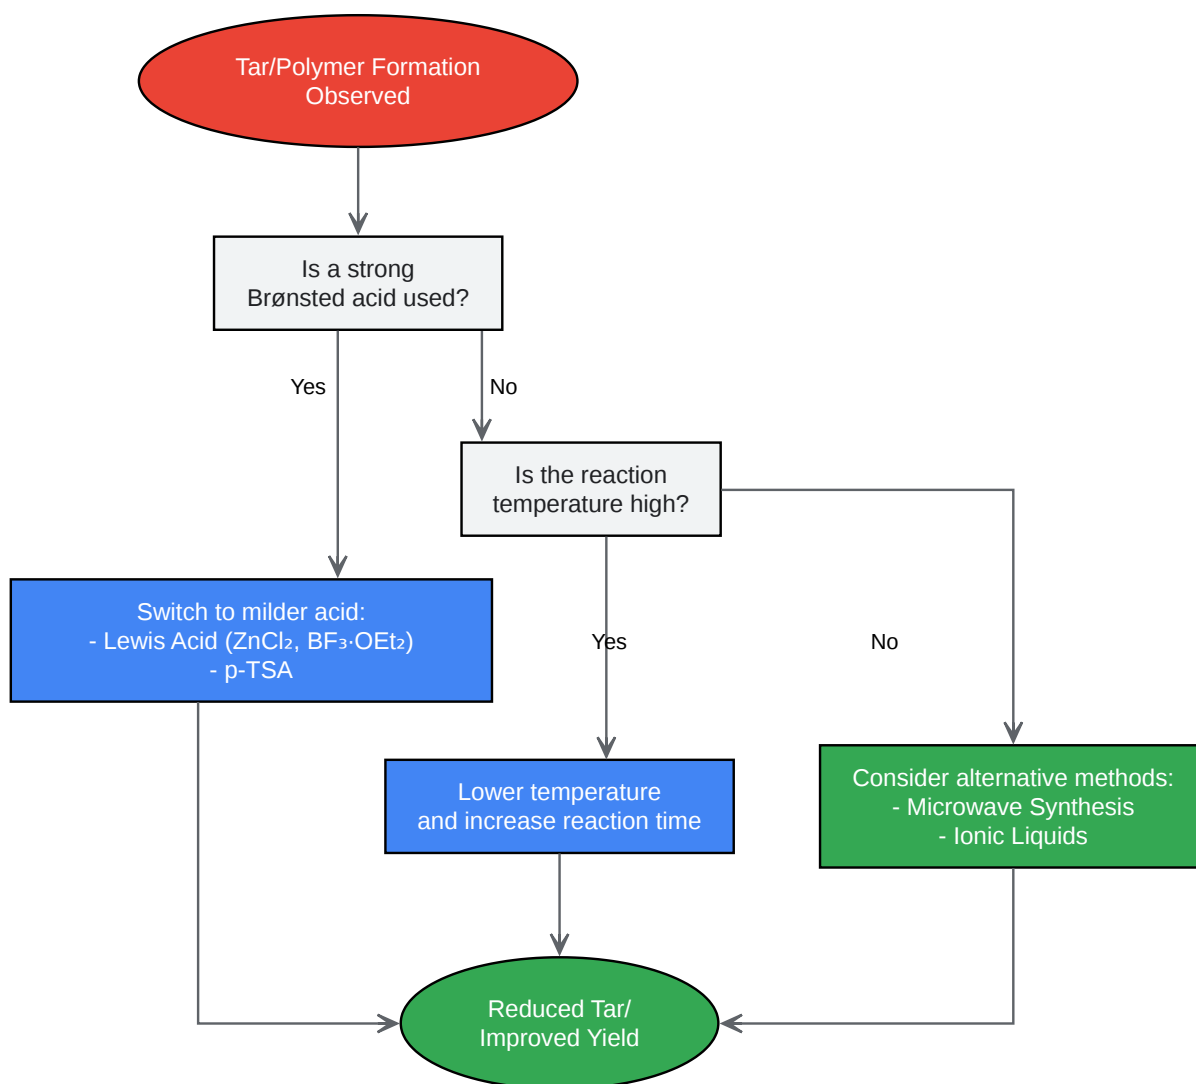 Tar/Polymer Formation
Observed
Is a strong
Brønsted acid used?
Yes
No
Is the reaction
temperature high?
Switch to milder acid:
- Lewis Acid (ZnCl₂, BF₃·OEt₂)
- p-TSA
Yes
No
Lower temperature
and increase reaction time
Consider alternative methods:
- Microwave Synthesis
- Ionic Liquids
Reduced Tar/
Improved Yield